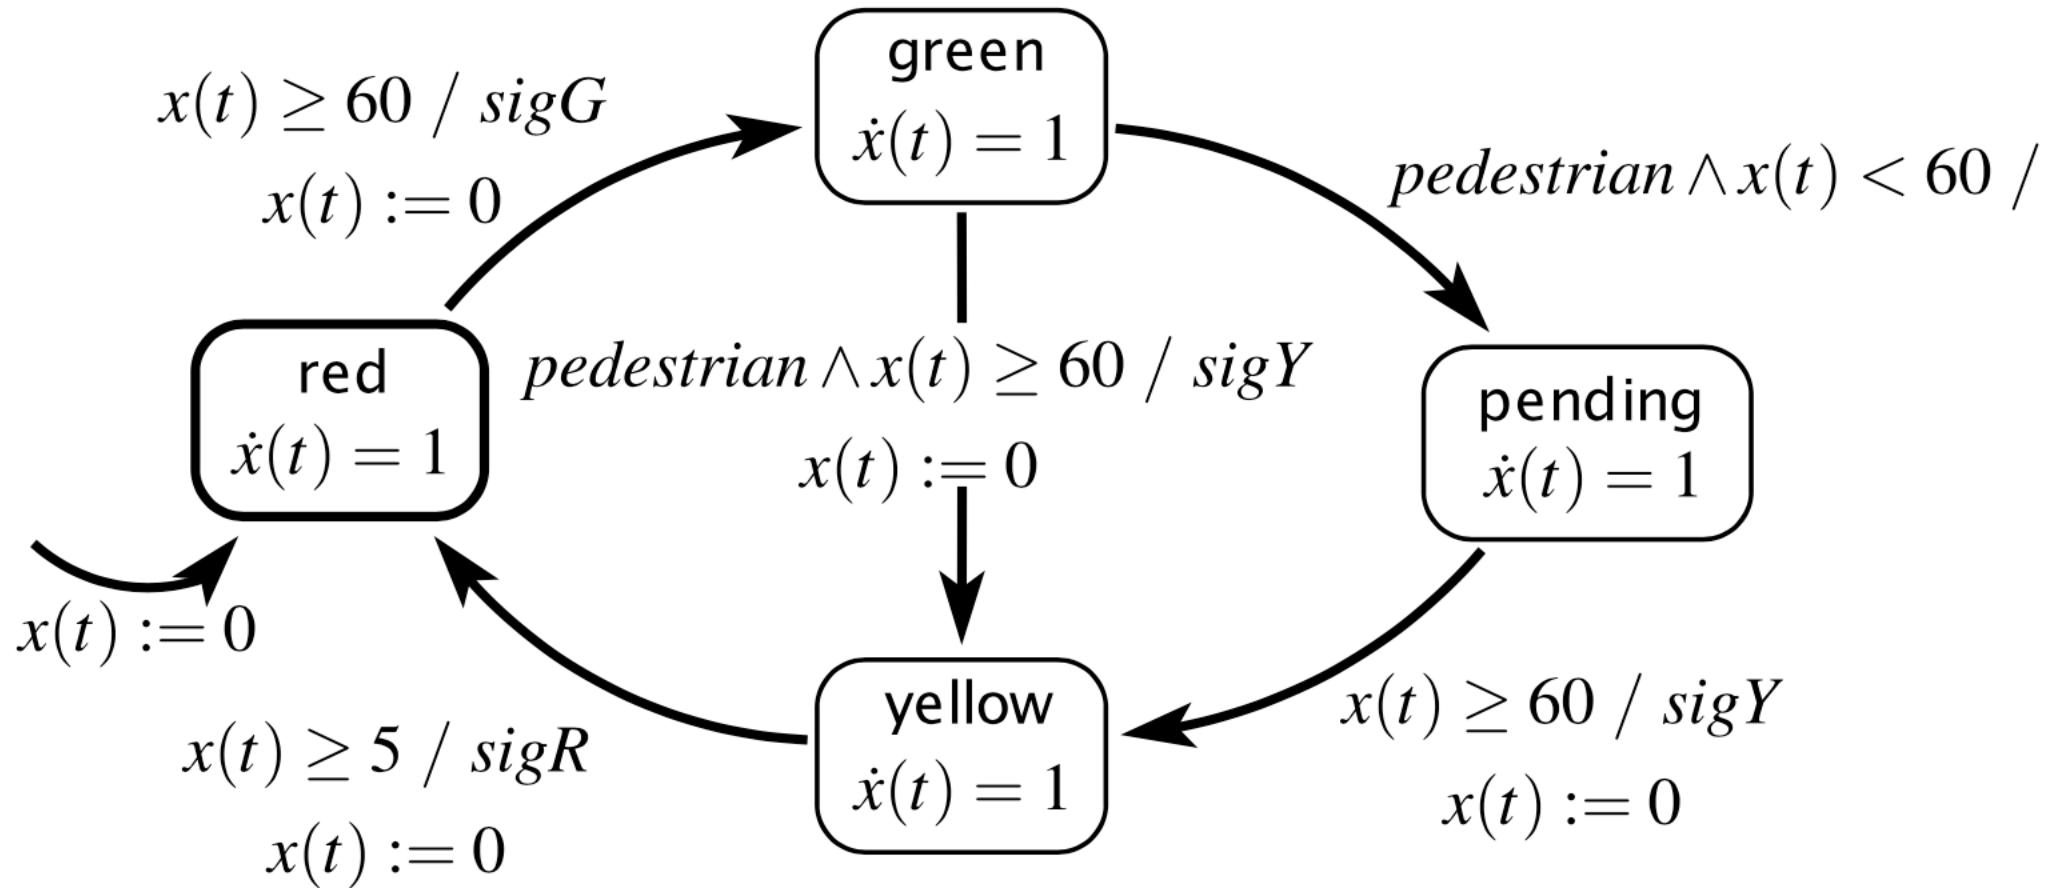 green
ẋ(t) = 1
x(t) ≥ 60 / sigG
x(t) := 0
pedestrian ∧ x(t) < 60 /
red
ẋ(t) = 1
pedestrian ∧ x(t) ≥ 60 / sigY
x(t) := 0
pending
ẋ(t) = 1
x(t) := 0
yellow
ẋ(t) = 1
x(t) ≥ 60 / sigY
x(t) := 0
x(t) ≥ 5 / sigR
x(t) := 0